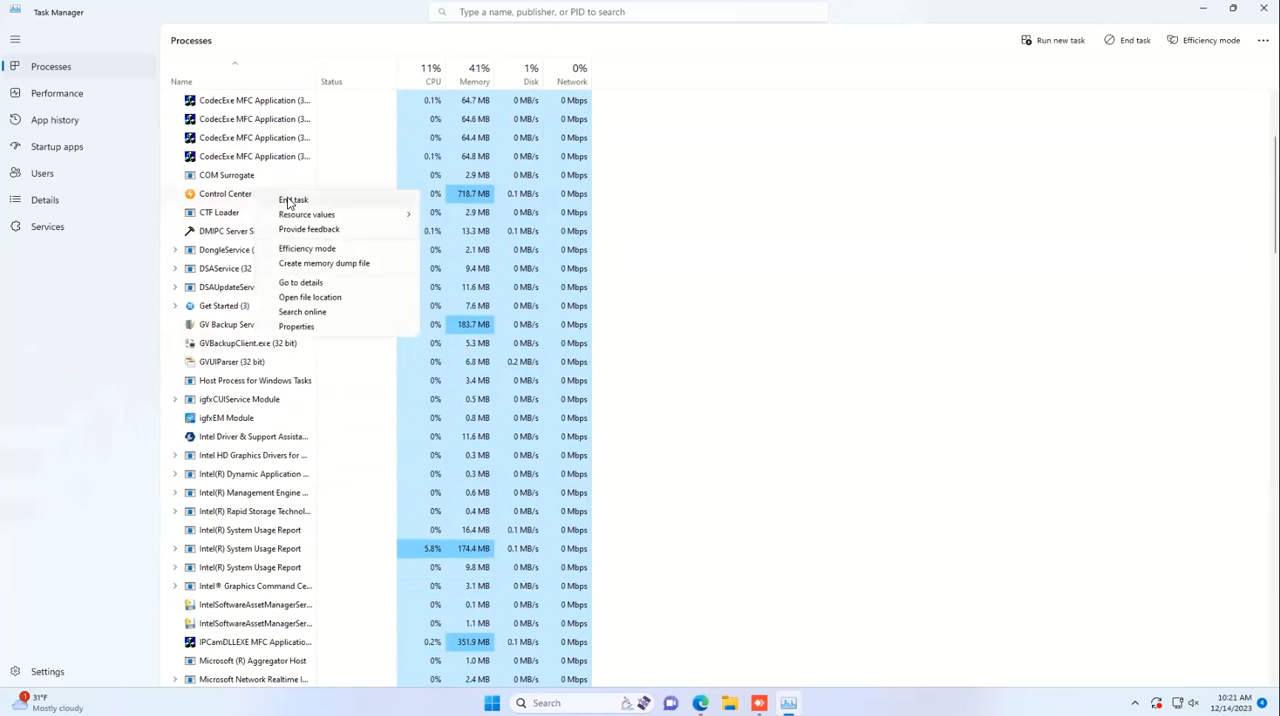 Task Manager
Type a name, publisher, or PID to search
Processes
Run new task
End task
Efficiency mode
Processes
Performance
App history
Startup apps
Users
Details
Services
Settings
Name
Status
11%
CPU
41%
Memory
1%
Disk
0%
Network
CodecExe MFC Application (3... 0.1% 64.7 MB 0 MB/s 0 Mbps
CodecExe MFC Application (3... 0% 64.6 MB 0 MB/s 0 Mbps
CodecExe MFC Application (3... 0% 64.4 MB 0 MB/s 0 Mbps
CodecExe MFC Application (3... 0.1% 64.8 MB 0 MB/s 0 Mbps
COM Surrogate 0% 2.9 MB 0 MB/s 0 Mbps
Control Center 0% 718.7 MB 0.1 MB/s 0 Mbps
CTF Loader 0% 2.9 MB 0 MB/s 0 Mbps
DMIPC Server S 0.1% 13.3 MB 0.1 MB/s 0 Mbps
DongleService ( 0% 2.1 MB 0 MB/s 0 Mbps
DSAService (32 0% 9.4 MB 0 MB/s 0 Mbps
DSAUpdateServ 0% 11.6 MB 0 MB/s 0 Mbps
Get Started (3) 0% 7.6 MB 0 MB/s 0 Mbps
GV Backup Serv 0% 183.7 MB 0 MB/s 0 Mbps
GVBackupClient.exe (32 bit) 0% 5.3 MB 0 MB/s 0 Mbps
GVUIParser (32 bit) 0% 6.8 MB 0.2 MB/s 0 Mbps
Host Process for Windows Tasks 0% 3.4 MB 0 MB/s 0 Mbps
igfxCUIService Module 0% 0.5 MB 0 MB/s 0 Mbps
igfxEM Module 0% 0.8 MB 0 MB/s 0 Mbps
Intel Driver & Support Assista... 0% 11.6 MB 0 MB/s 0 Mbps
Intel HD Graphics Drivers for ... 0% 0.3 MB 0 MB/s 0 Mbps
Intel(R) Dynamic Application ... 0% 0.3 MB 0 MB/s 0 Mbps
Intel(R) Management Engine ... 0% 0.6 MB 0 MB/s 0 Mbps
Intel(R) Rapid Storage Technol... 0% 0.4 MB 0 MB/s 0 Mbps
Intel(R) System Usage Report 0% 16.4 MB 0.1 MB/s 0 Mbps
Intel(R) System Usage Report 5.8% 174.4 MB 0.1 MB/s 0 Mbps
Intel(R) System Usage Report 0% 9.8 MB 0 MB/s 0 Mbps
Intel® Graphics Command Ce... 0% 3.1 MB 0 MB/s 0 Mbps
IntelSoftwareAssetManagerSer... 0% 0.1 MB 0 MB/s 0 Mbps
IntelSoftwareAssetManagerSer... 0% 1.1 MB 0 MB/s 0 Mbps
IPCamDLLEXE MFC Applicatio... 0.2% 351.9 MB 0.1 MB/s 0 Mbps
Microsoft (R) Aggregator Host 0% 1.0 MB 0 MB/s 0 Mbps
Microsoft Network Realtime I... 0% 2.4 MB 0 MB/s 0 Mbps
End task
Resource values
Provide feedback
Efficiency mode
Create memory dump file
Go to details
Open file location
Search online
Properties
1
31°F
Mostly cloudy
Search
10:21 AM
12/14/2023
4